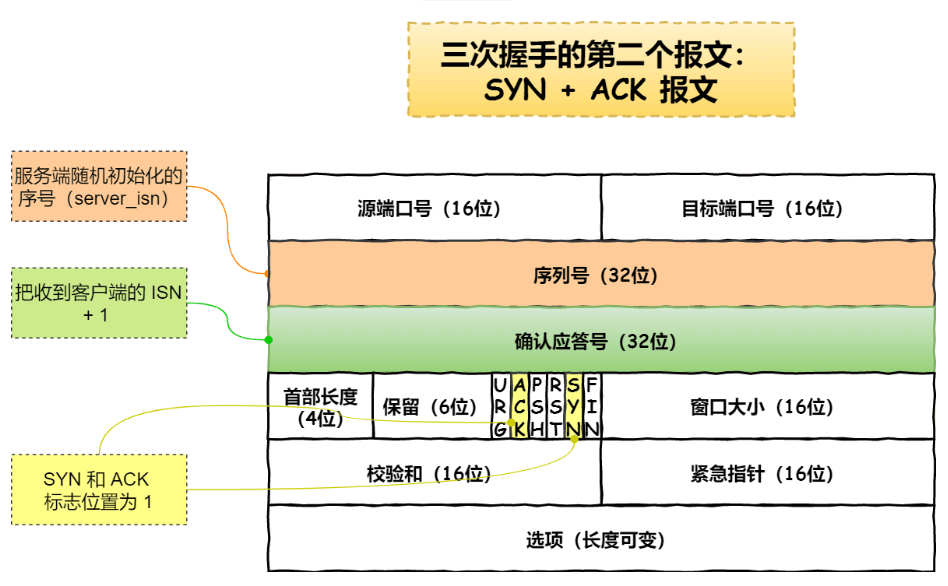 三次握手的第二个报文：
SYN + ACK 报文
服务端随机初始化的
序号（server_isn）
源端口号（16位）
目标端口号（16位）
序列号（32位）
把收到客户端的 ISN
+ 1
确认应答号（32位）
首部长度
（4位）
保留（6位）
URG
ACK
PSH
RST
SYN
FIN
窗口大小（16位）
SYN 和 ACK
标志位置为 1
校验和（16位）
紧急指针（16位）
选项（长度可变）